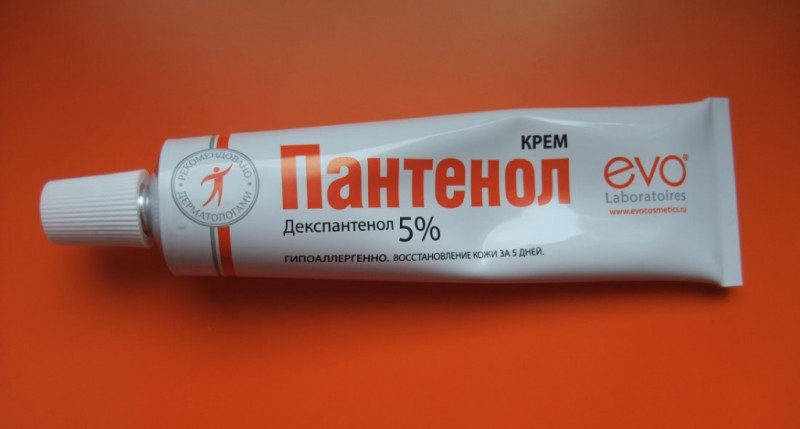 РЕКОМЕНДОВАНО
ДЕРМАТОЛОГАМИ
КРЕМ
Пантенол
Декспантенол 5%
ГИПОАЛЛЕРГЕННО. ВОССТАНОВЛЕНИЕ КОЖИ ЗА 5 ДНЕЙ.
evo®
Laboratoires
www.evocosmetics.ru